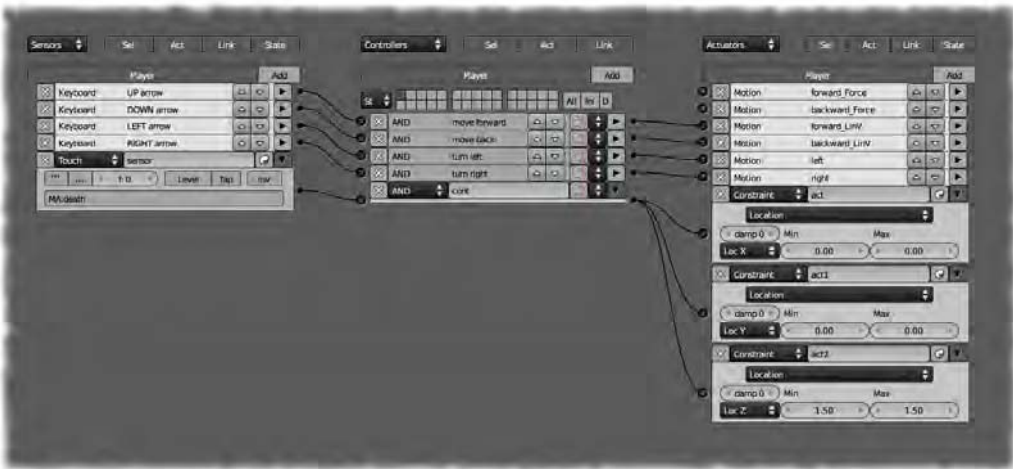 Sensors Sel Act Link State
Player Add
Keyboard UP arrow
Keyboard DOWN arrow
Keyboard LEFT arrow
Keyboard RIGHT arrow
Touch sensor
Level Tap Inv
MA:death
Controllers Sel Act Link
Player Add
St All Ini D
AND move forward
AND move back
AND turn left
AND turn right
AND cont
Actuators Sel Act Link State
Player Add
Motion forward_Force
Motion backward_Force
Motion forward_LinV
Motion backward_LinV
Motion left
Motion right
Constraint act
Location
damp 0 Min Max
Loc X 0.00 0.00
Constraint act1
Location
damp 0 Min Max
Loc Y 0.00 0.00
Constraint act2
Location
damp 0 Min Max
Loc Z 1.50 1.50